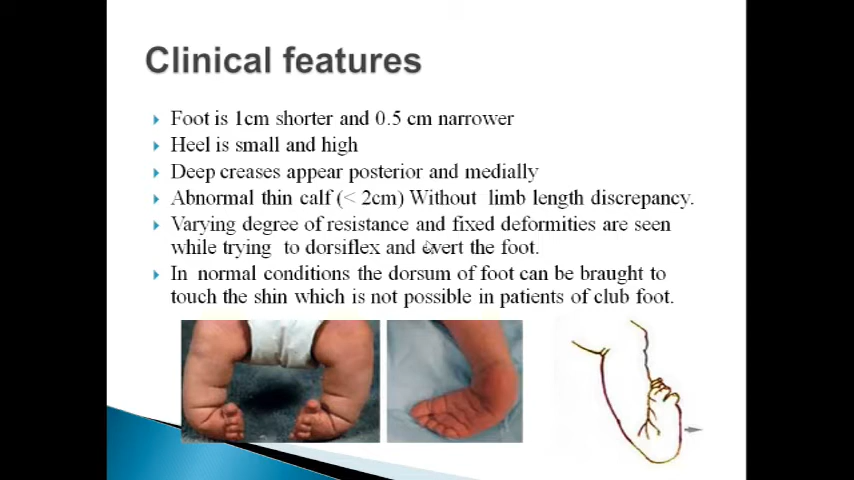 Clinical features
Foot is 1cm shorter and 0.5 cm narrower
Heel is small and high
Deep creases appear posterior and medially
Abnormal thin calf (< 2cm) Without limb length discrepancy.
Varying degree of resistance and fixed deformities are seen
while trying to dorsiflex and evert the foot.
In normal conditions the dorsum of foot can be braught to
touch the shin which is not possible in patients of club foot.